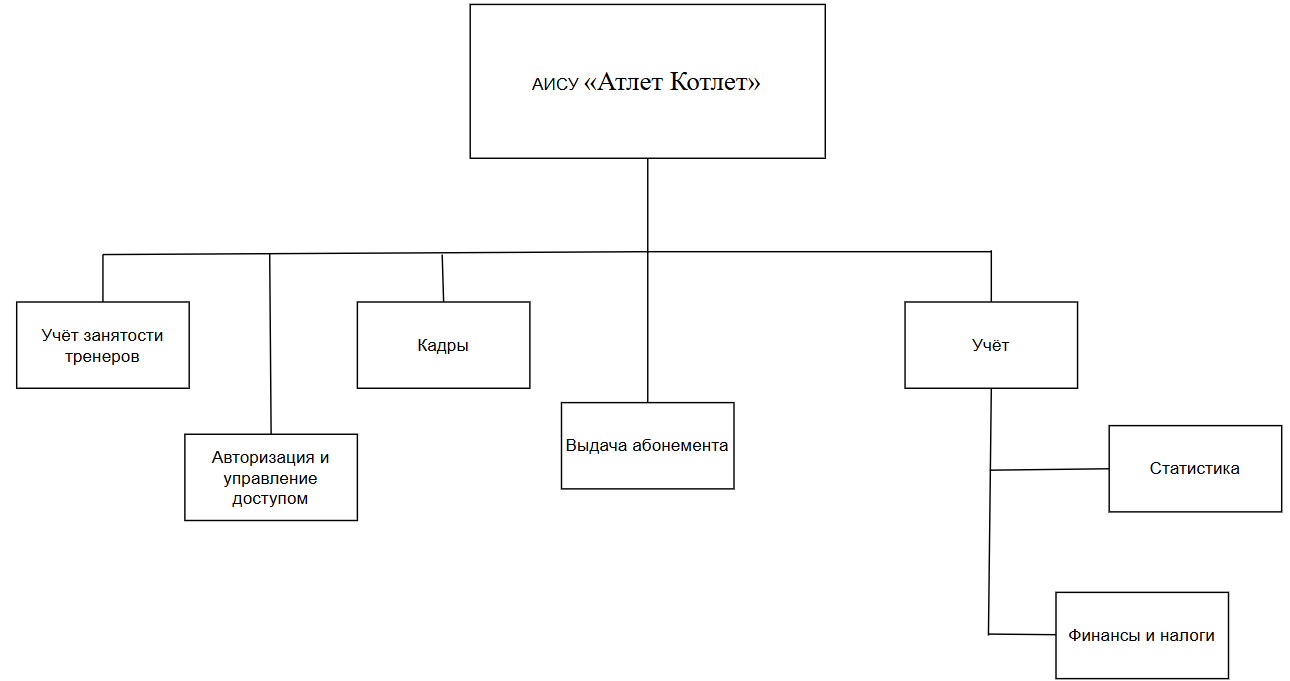 АИСУ «Атлет Котлет»
Учёт занятости
тренеров
Кадры
Учёт
Выдача абонемента
Авторизация и
управление
доступом
Статистика
Финансы и налоги